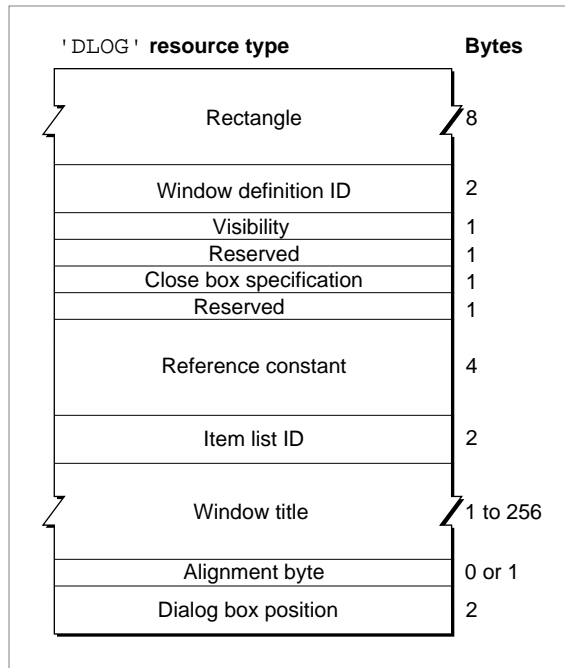 'DLOG' resource type Bytes
Rectangle 8
Window definition ID 2
Visibility 1
Reserved 1
Close box specification 1
Reserved 1
Reference constant 4
Item list ID 2
Window title 1 to 256
Alignment byte 0 or 1
Dialog box position 2